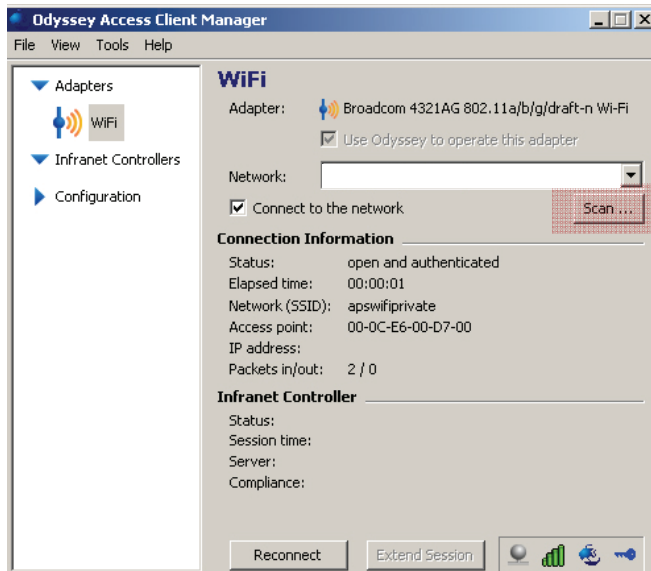 Odyssey Access Client Manager
File View Tools Help
Adapters
WiFi
Infranet Controllers
Configuration
WiFi
Adapter: Broadcom 4321AG 802.11a/b/g/draft-n Wi-Fi
Use Odyssey to operate this adapter
Network:
Connect to the network
Scan ...
Connection Information
Status: open and authenticated
Elapsed time: 00:00:01
Network (SSID): apswifiprivate
Access point: 00-0C-E6-00-D7-00
IP address:
Packets in/out: 2 / 0
Infranet Controller
Status:
Session time:
Server:
Compliance:
Reconnect Extend Session